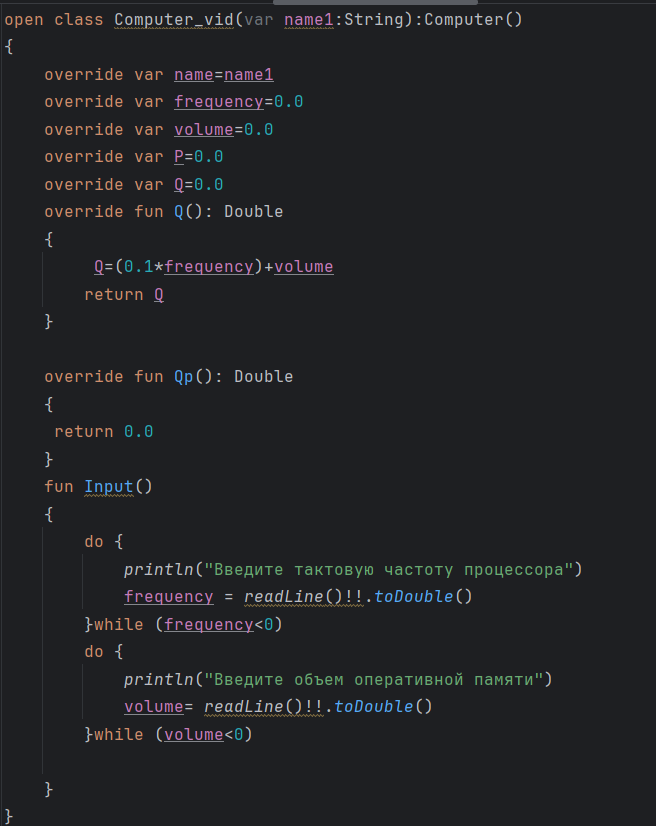 open class Computer_vid(var name1:String):Computer()
{
    override var name=name1
    override var frequency=0.0
    override var volume=0.0
    override var P=0.0
    override var Q=0.0
    override fun Q(): Double
    {
         Q=(0.1*frequency)+volume
        return Q
    }

    override fun Qp(): Double
    {
     return 0.0
    }
    fun Input()
    {
        do {
            println("Введите тактовую частоту процессора")
            frequency = readLine()!!.toDouble()
        }while (frequency<0)
        do {
            println("Введите объем оперативной памяти")
            volume= readLine()!!.toDouble()
        }while (volume<0)

    }
}